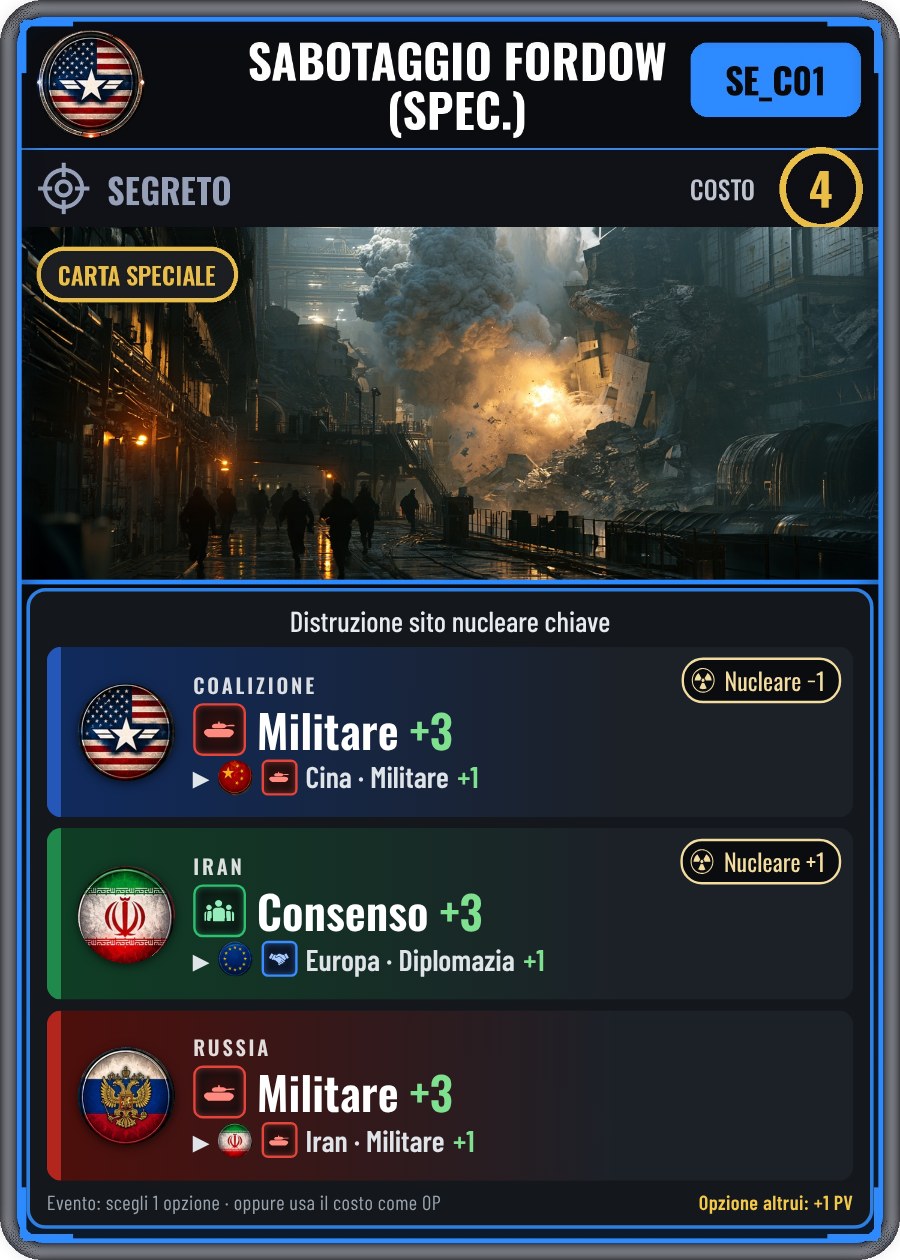 SABOTAGGIO FORDOW
(SPEC.)
SE_C01
SEGRETO
COSTO
4
CARTA SPECIALE
Distruzione sito nucleare chiave
COALIZIONE
Nucleare −1
Militare +3
▶ Cina · Militare +1
IRAN
Nucleare +1
Consenso +3
▶ Europa · Diplomazia +1
RUSSIA
Militare +3
▶ Iran · Militare +1
Evento: scegli 1 opzione · oppure usa il costo come OP
Opzione altrui: +1 PV